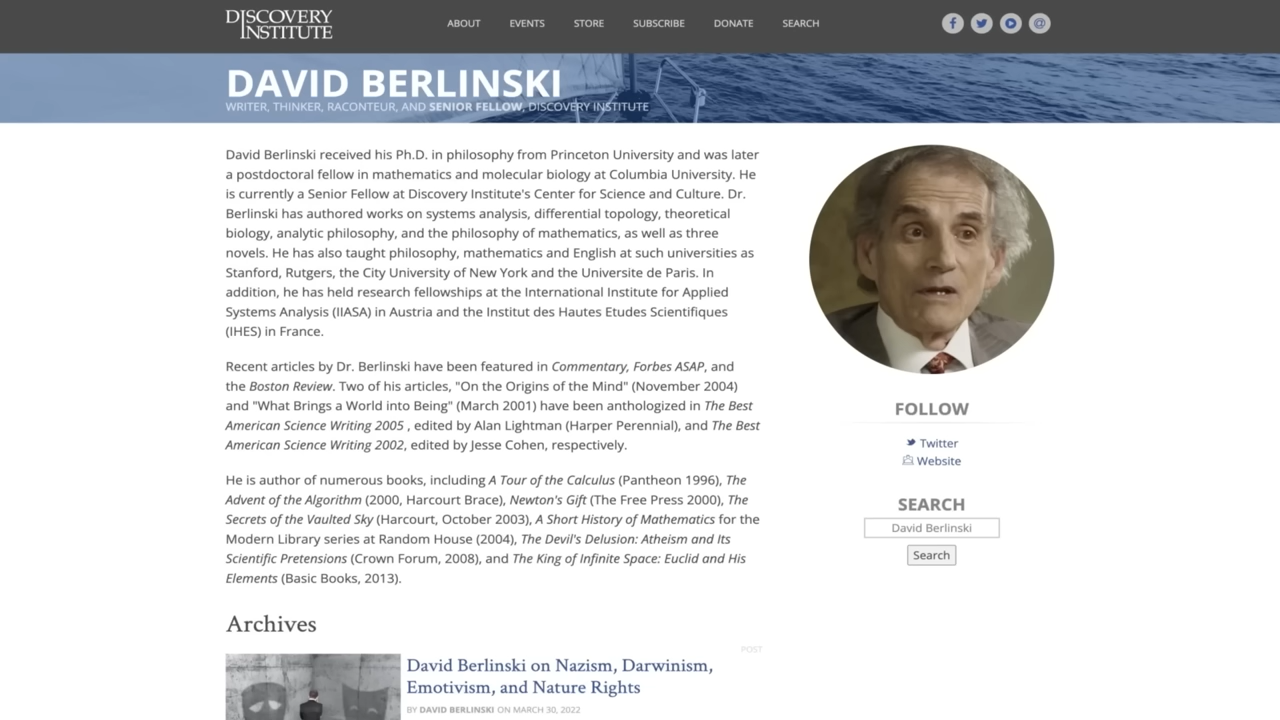 DISCOVERY
INSTITUTE
ABOUT EVENTS STORE SUBSCRIBE DONATE SEARCH
DAVID BERLINSKI
WRITER, THINKER, RACONTEUR, AND SENIOR FELLOW, DISCOVERY INSTITUTE
David Berlinski received his Ph.D. in philosophy from Princeton University and was later
a postdoctoral fellow in mathematics and molecular biology at Columbia University. He
is currently a Senior Fellow at Discovery Institute's Center for Science and Culture. Dr.
Berlinski has authored works on systems analysis, differential topology, theoretical
biology, analytic philosophy, and the philosophy of mathematics, as well as three
novels. He has also taught philosophy, mathematics and English at such universities as
Stanford, Rutgers, the City University of New York and the Universite de Paris. In
addition, he has held research fellowships at the International Institute for Applied
Systems Analysis (IIASA) in Austria and the Institut des Hautes Etudes Scientifiques
(IHES) in France.
Recent articles by Dr. Berlinski have been featured in Commentary, Forbes ASAP, and
the Boston Review. Two of his articles, "On the Origins of the Mind" (November 2004)
and "What Brings a World into Being" (March 2001) have been anthologized in The Best
American Science Writing 2005 , edited by Alan Lightman (Harper Perennial), and The Best
American Science Writing 2002, edited by Jesse Cohen, respectively.
He is author of numerous books, including A Tour of the Calculus (Pantheon 1996), The
Advent of the Algorithm (2000, Harcourt Brace), Newton's Gift (The Free Press 2000), The
Secrets of the Vaulted Sky (Harcourt, October 2003), A Short History of Mathematics for the
Modern Library series at Random House (2004), The Devil's Delusion: Atheism and Its
Scientific Pretensions (Crown Forum, 2008), and The King of Infinite Space: Euclid and His
Elements (Basic Books, 2013).
FOLLOW
Twitter
Website
SEARCH
David Berlinski
Search
Archives
POST
David Berlinski on Nazism, Darwinism,
Emotivism, and Nature Rights
BY DAVID BERLINSKI ON MARCH 30, 2022